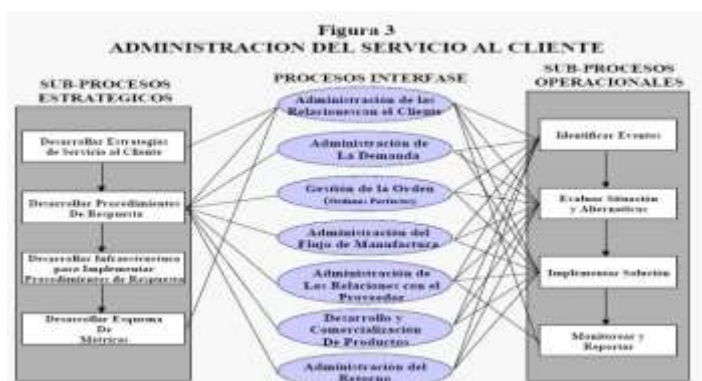 Figura 3
ADMINISTRACION DEL SERVICIO AL CLIENTE
SUB-PROCESOS
ESTRATEGICOS
Desarrollar Estrategias
de Servicio al Cliente
Desarrollar Procedimientos
De Respuesta
Desarrollar Infraestructura
para Implementar
Procedimientos de Respuesta
Desarrollar Esquema
De
Métricas
PROCESOS INTERFASE
Administración de las
Relaciones con el Cliente
Administración de
La Demanda
Gestión de la Orden
(Ordenes Perfectas)
Administración del
Flujo de Manufactura
Administración de
Las Relaciones con el
Proveedor
Desarrollo y
Comercialización
De Productos
Administración del
Retorno
SUB-PROCESOS
OPERACIONALES
Identificar Eventos
Evaluar Situación
y Alternativas
Implementar Solución
Monitorear y
Reportar